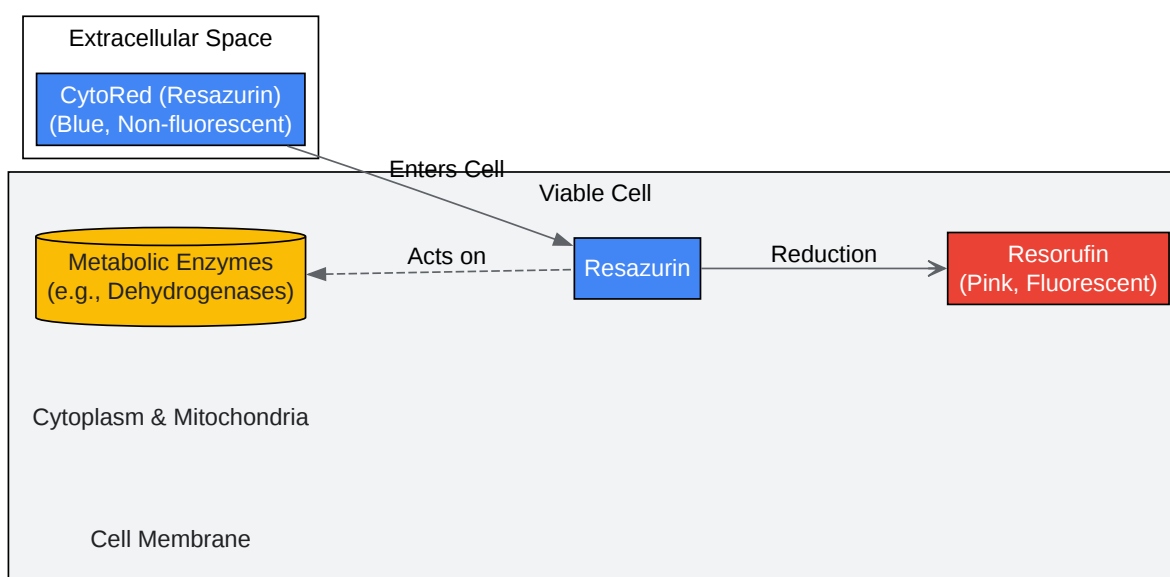 Extracellular Space
CytoRed (Resazurin)
(Blue, Non-fluorescent)
Enters Cell
Viable Cell
Metabolic Enzymes
(e.g., Dehydrogenases)
Acts on
Resazurin
Reduction
Resorufin
(Pink, Fluorescent)
Cytoplasm & Mitochondria
Cell Membrane